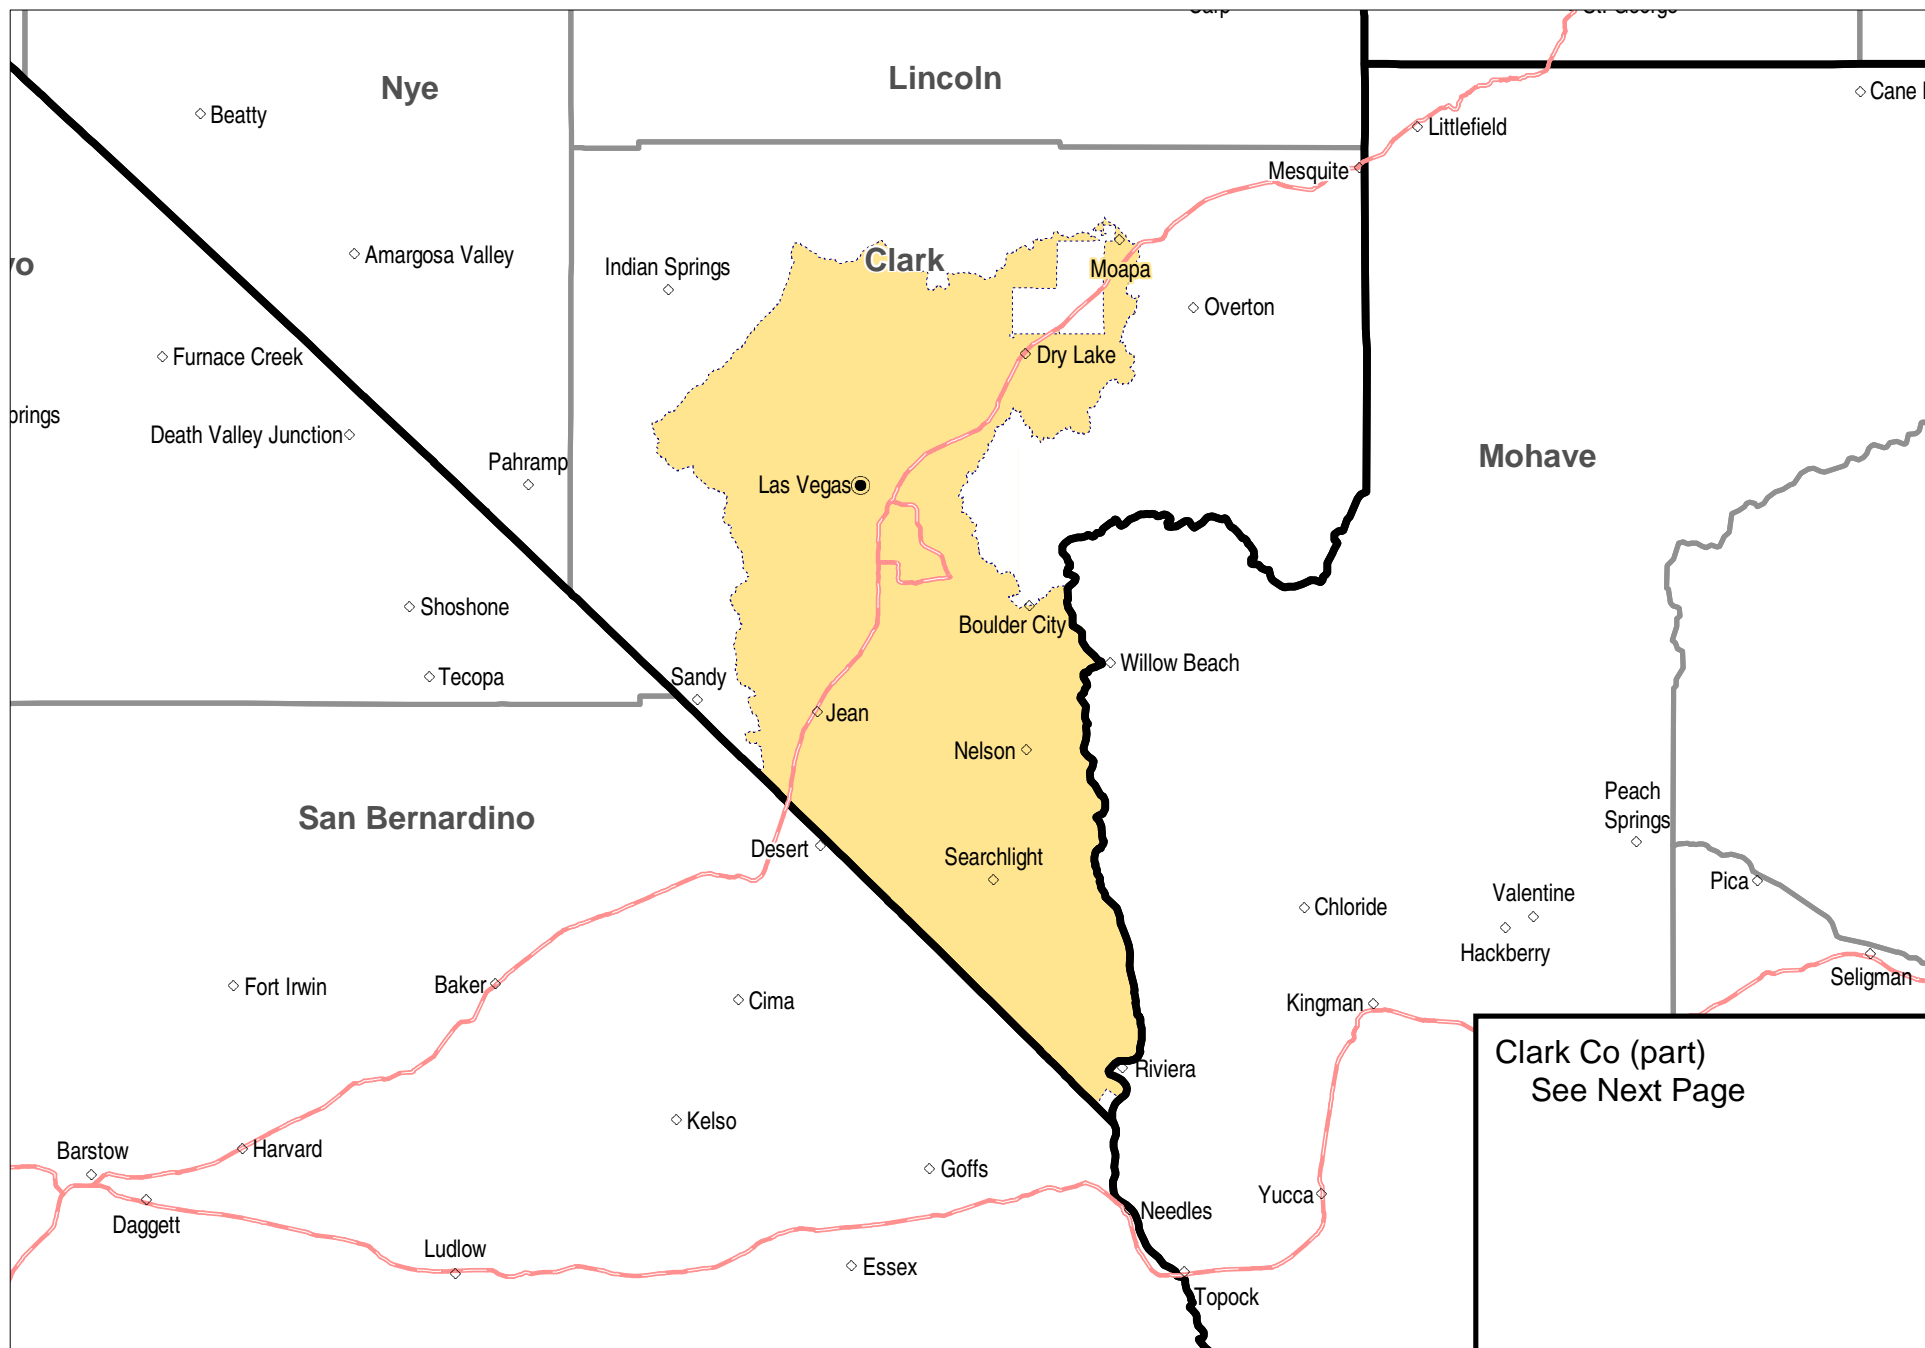 Nye
Lincoln
Beatty
Cane
Littlefield
Mesquite
Amargosa Valley
Clark
Indian Springs
Moapa
Overton
Furnace Creek
Dry Lake
Death Valley Junction
Pahramp
Mohave
Las Vegas
Shoshone
Boulder City
Willow Beach
Tecopa
Sandy
Jean
Nelson
Peach
Springs
San Bernardino
Desert
Searchlight
Pica
Valentine
Chloride
Hackberry
Seligman
Fort Irwin
Baker
Cima
Kingman
Clark Co (part)
See Next Page
Riviera
Kelso
Harvard
Barstow
Goffs
Yucca
Needles
Daggett
Ludlow
Essex
Topock